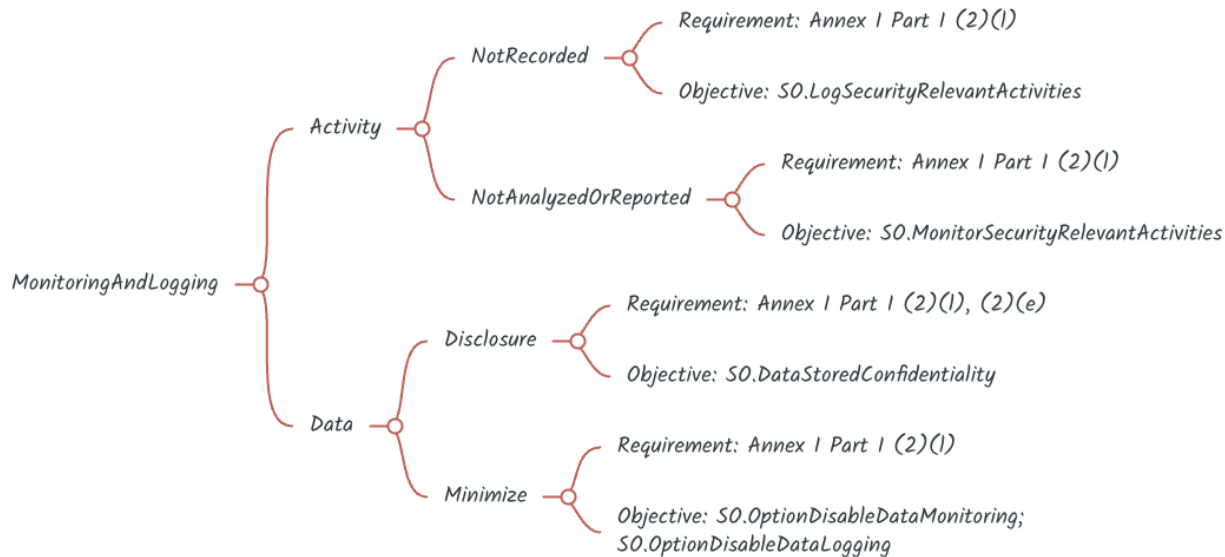 MonitoringAndLogging
Activity
NotRecorded
Requirement: Annex I Part I (2)(l)
Objective: SO.LogSecurityRelevantActivities
NotAnalyzedOrReported
Requirement: Annex I Part I (2)(l)
Objective: SO.MonitorSecurityRelevantActivities
Data
Disclosure
Requirement: Annex I Part I (2)(l), (2)(e)
Objective: SO.DataStoredConfidentiality
Minimize
Requirement: Annex I Part I (2)(l)
Objective: SO.OptionDisableDataMonitoring;
SO.OptionDisableDataLogging